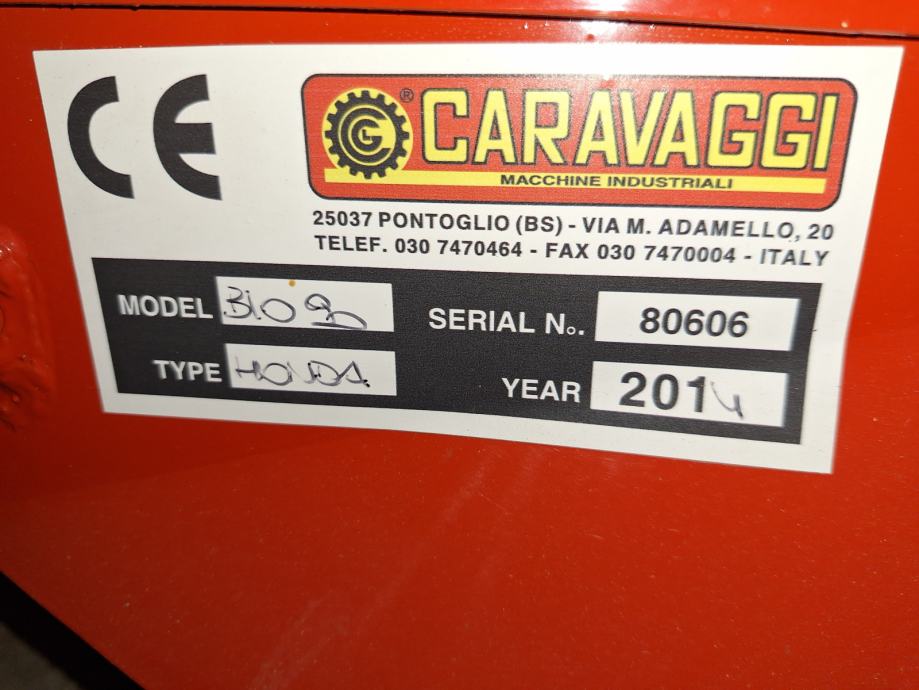 CE
® CARAVAGGI
MACCHINE INDUSTRIALI
25037 PONTOGLIO (BS) - VIA M. ADAMELLO, 20
TELEF. 030 7470464 - FAX 030 7470004 - ITALY
MODEL BIO 90 SERIAL No. 80606
TYPE HONDA. YEAR 2014